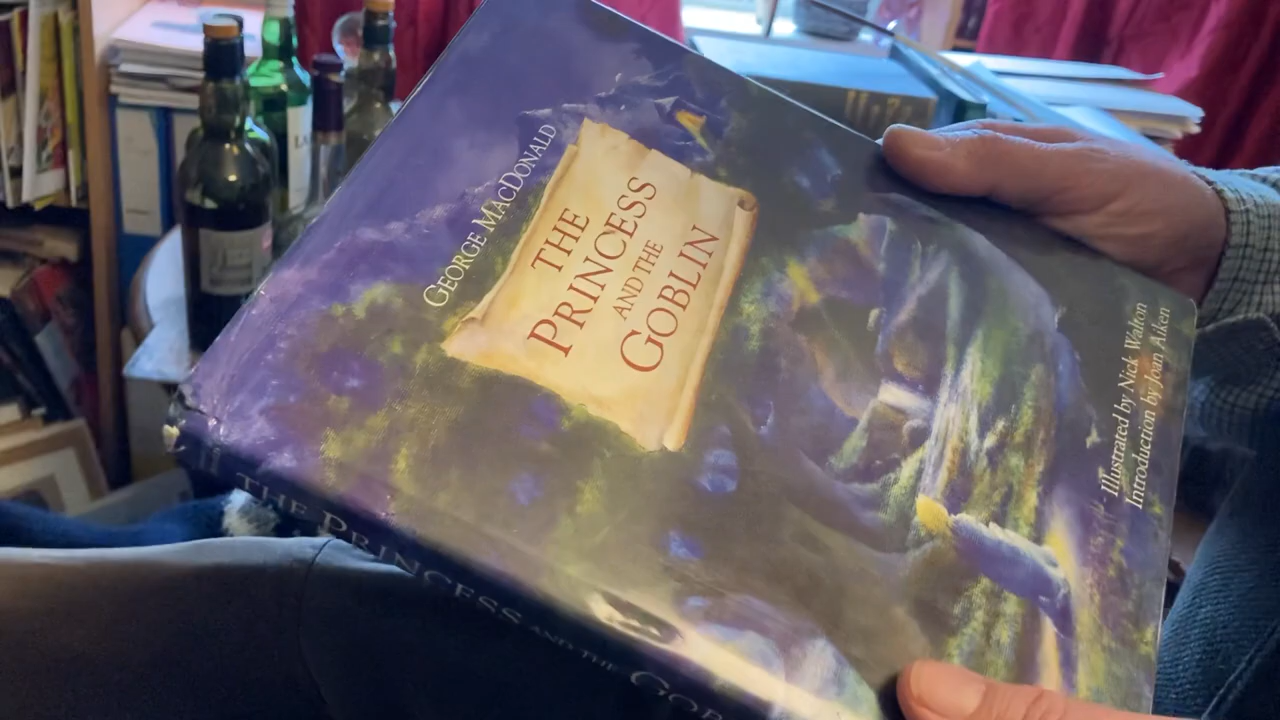 GEORGE MACDONALD
THE
PRINCESS
AND THE
GOBLIN
Illustrated by Nick Walton
Introduction by Joan Aiken
THE PRINCESS AND THE GOB